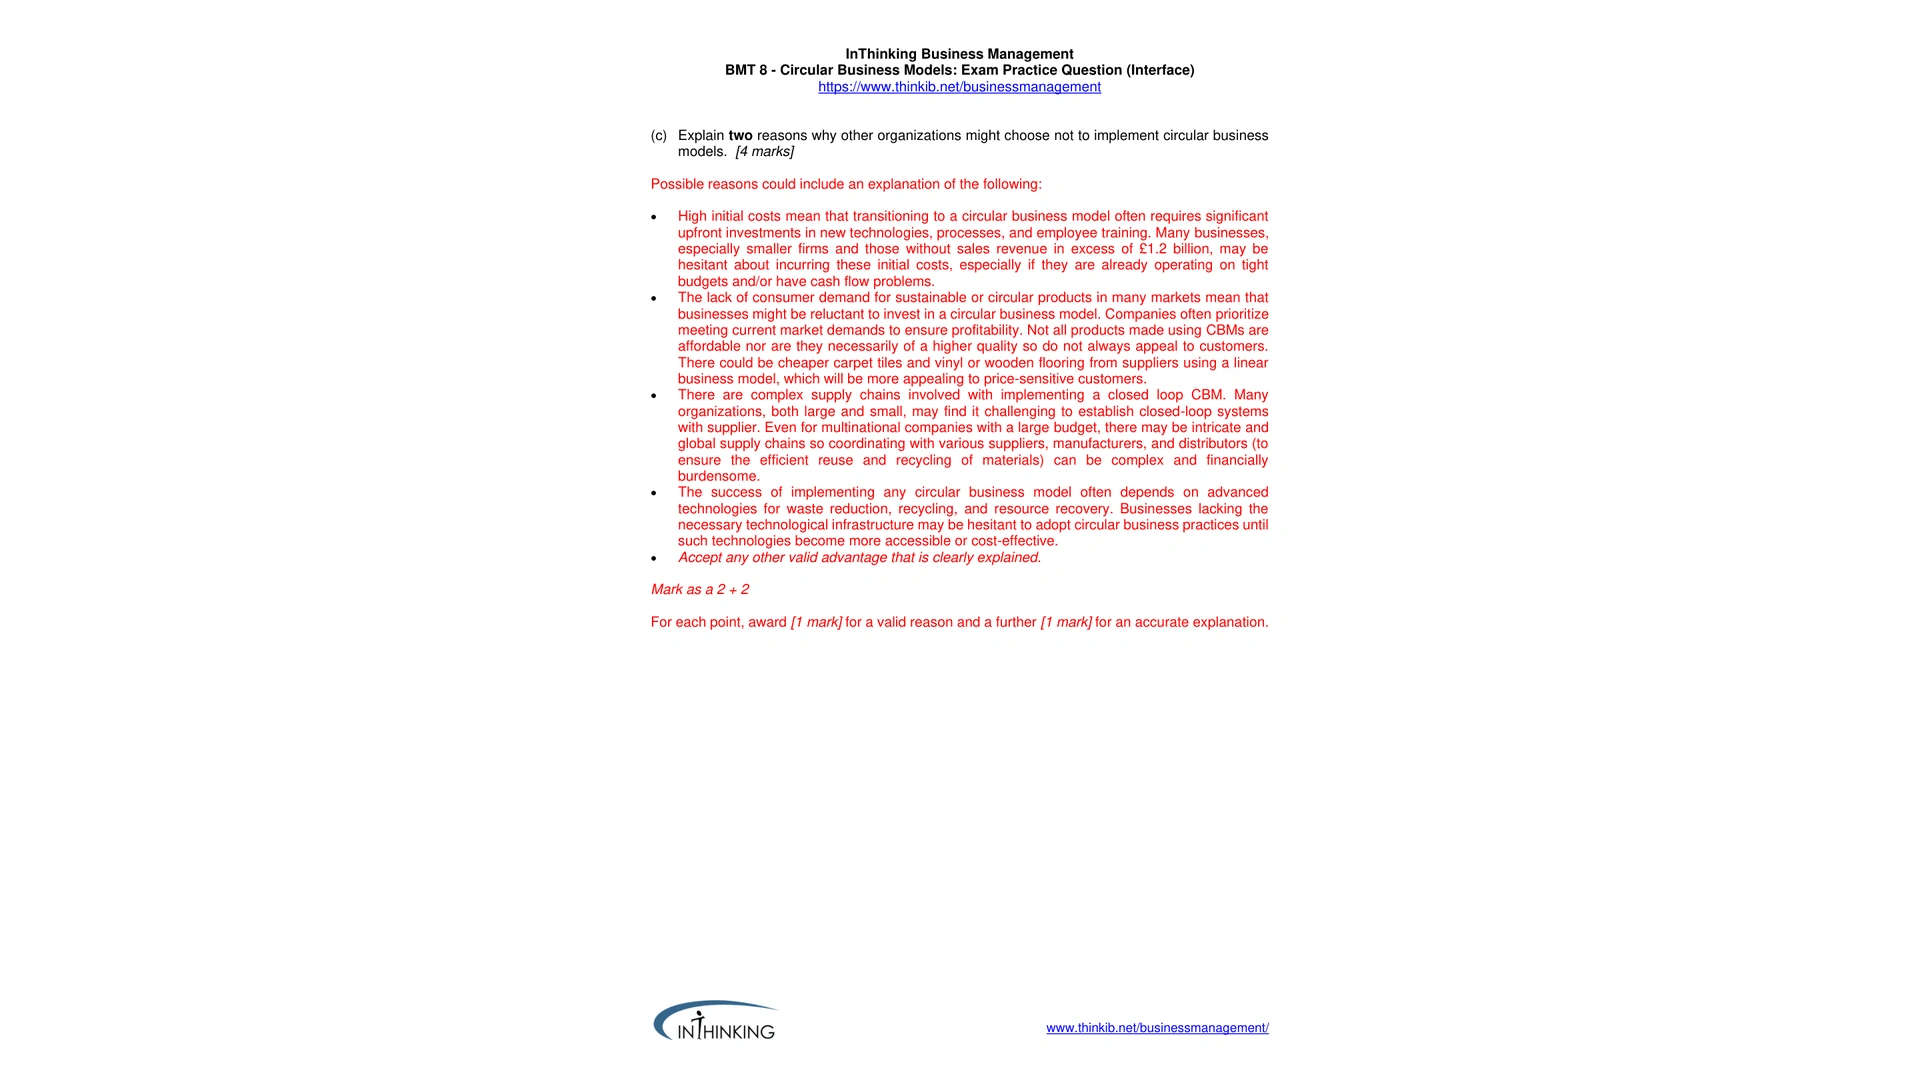 InThinking Business Management
BMT 8 - Circular Business Models: Exam Practice Question (Interface)
https://www.thinkib.net/businessmanagement
(c) Explain two reasons why other organizations might choose not to implement circular business
models. [4 marks]
Possible reasons could include an explanation of the following:
• High initial costs mean that transitioning to a circular business model often requires significant
upfront investments in new technologies, processes, and employee training. Many businesses,
especially smaller firms and those without sales revenue in excess of £1.2 billion, may be
hesitant about incurring these initial costs, especially if they are already operating on tight
budgets and/or have cash flow problems.
• The lack of consumer demand for sustainable or circular products in many markets mean that
businesses might be reluctant to invest in a circular business model. Companies often prioritize
meeting current market demands to ensure profitability. Not all products made using CBMs are
affordable nor are they necessarily of a higher quality so do not always appeal to customers.
There could be cheaper carpet tiles and vinyl or wooden flooring from suppliers using a linear
business model, which will be more appealing to price-sensitive customers.
• There are complex supply chains involved with implementing a closed loop CBM. Many
organizations, both large and small, may find it challenging to establish closed-loop systems
with supplier. Even for multinational companies with a large budget, there may be intricate and
global supply chains so coordinating with various suppliers, manufacturers, and distributors (to
ensure the efficient reuse and recycling of materials) can be complex and financially
burdensome.
• The success of implementing any circular business model often depends on advanced
technologies for waste reduction, recycling, and resource recovery. Businesses lacking the
necessary technological infrastructure may be hesitant to adopt circular business practices until
such technologies become more accessible or cost-effective.
• Accept any other valid advantage that is clearly explained.
Mark as a 2 + 2
For each point, award [1 mark] for a valid reason and a further [1 mark] for an accurate explanation.
INTHINKING
www.thinkib.net/businessmanagement/